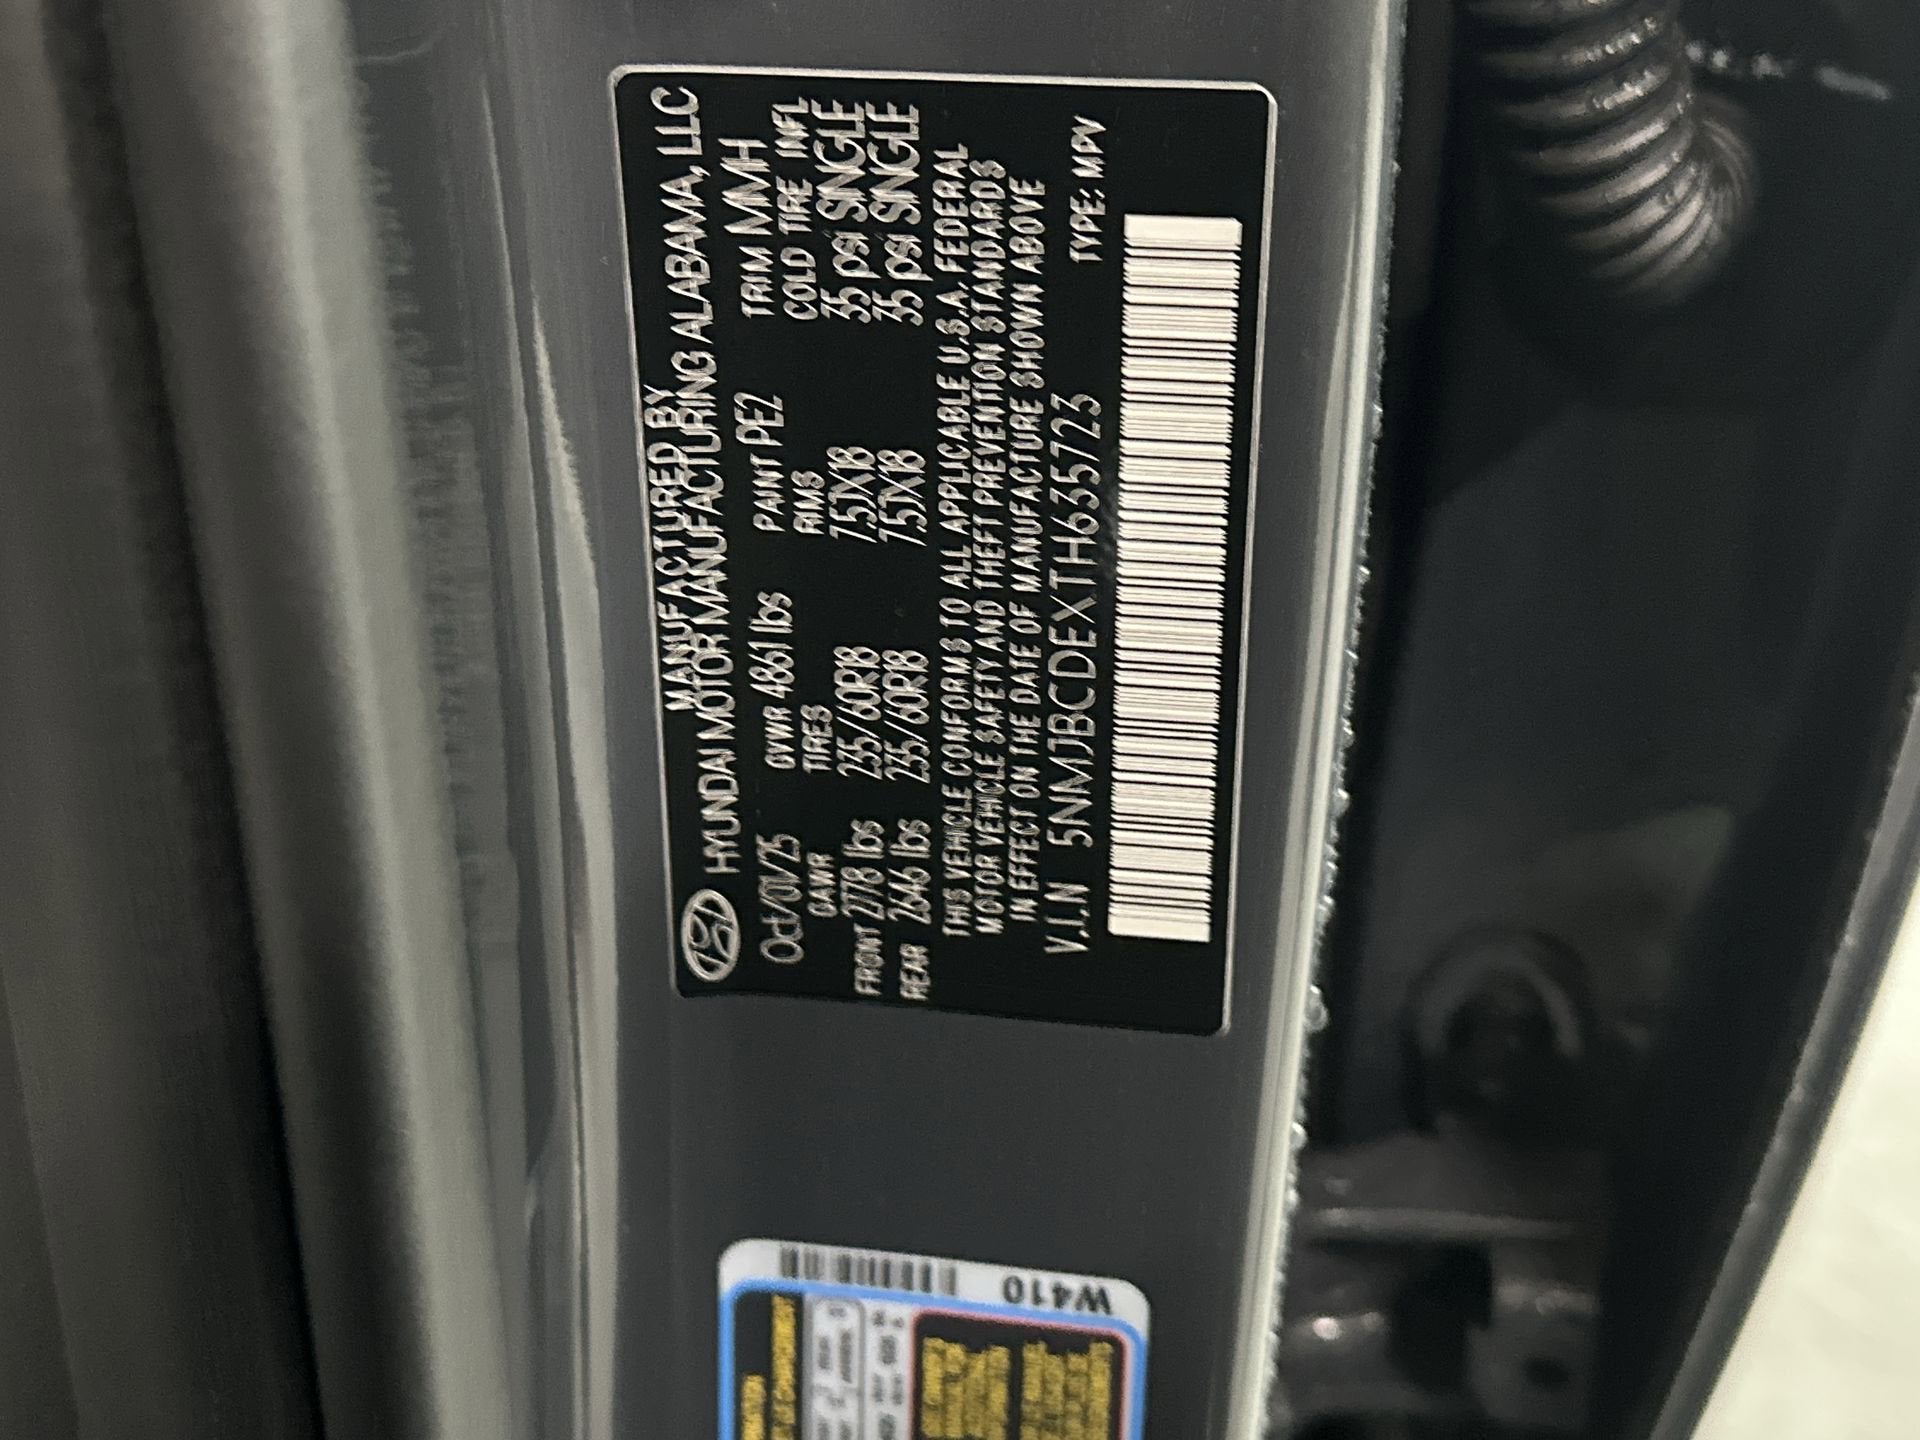 MANUFACTURED BY
HYUNDAI MOTOR MANUFACTURING ALABAMA, LLC
Oct/01/25 GVWR 4861 lbs PAINT PE2 TRIM MMH
GAWR TIRES RIMS COLD TIRE INFL
FRONT 2778 lbs 235/60R18 7.5JX18 35 psi SINGLE
REAR 2646 lbs 235/60R18 7.5JX18 35 psi SINGLE
THIS VEHICLE CONFORMS TO ALL APPLICABLE U.S.A. FEDERAL
MOTOR VEHICLE SAFETY AND THEFT PREVENTION STANDARDS
IN EFFECT ON THE DATE OF MANUFACTURE SHOWN ABOVE
V.I.N 5NMJBCDEXTH635723 TYPE: MPV
W410